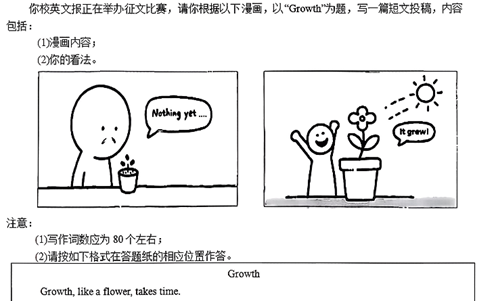 你校英文报正在举办征文比赛，请你根据以下漫画，以“Growth”为题，写一篇短文投稿，内容
包括：
(1)漫画内容；
(2)你的看法。
Nothing yet ....
It grew!
注意：
(1)写作词数应为 80 个左右；
(2)请按如下格式在答题纸的相应位置作答。
Growth
Growth, like a flower, takes time.